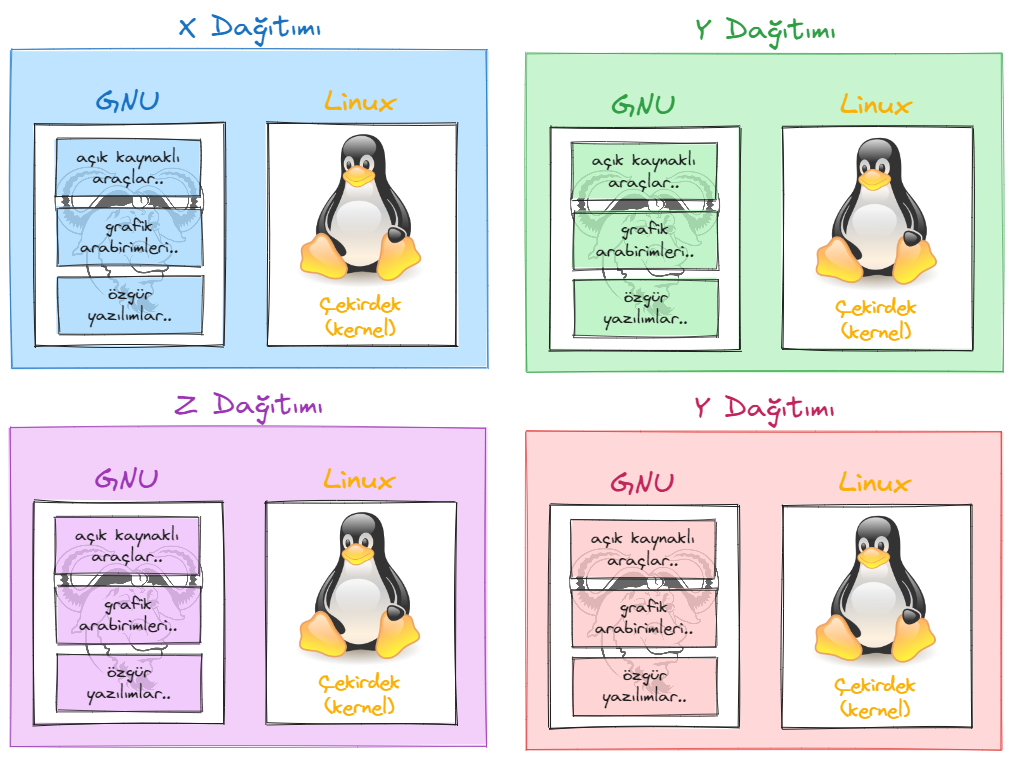 X Dağıtımı
GNU
Linux
açık kaynaklı
araçlar..
grafik
arabirimleri..
özgür
yazılımlar..
Çekirdek
(kernel)
Y Dağıtımı
GNU
Linux
açık kaynaklı
araçlar..
grafik
arabirimleri..
özgür
yazılımlar..
Çekirdek
(kernel)
Z Dağıtımı
GNU
Linux
açık kaynaklı
araçlar..
grafik
arabirimleri..
özgür
yazılımlar..
Çekirdek
(kernel)
Y Dağıtımı
GNU
Linux
açık kaynaklı
araçlar..
grafik
arabirimleri..
özgür
yazılımlar..
Çekirdek
(kernel)